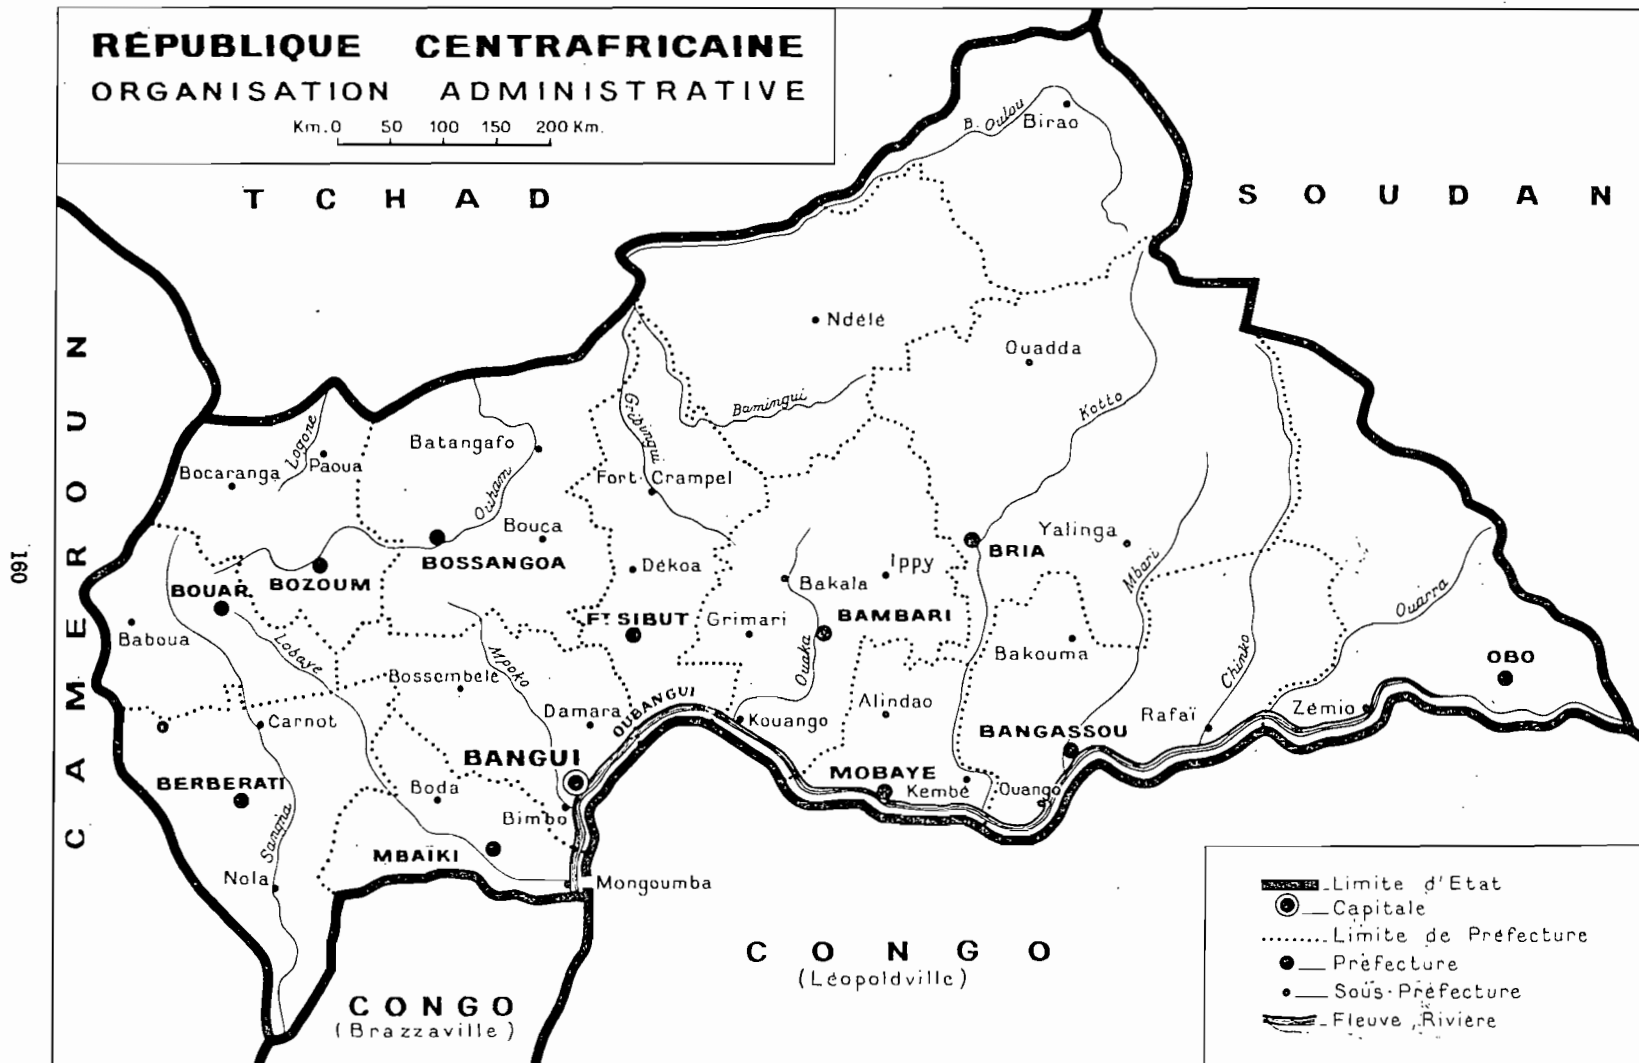 RÉPUBLIQUE CENTRAFRICAINE
ORGANISATION ADMINISTRATIVE
Km. 0 50 100 150 200 Km.
TCHAD
SOUDAN
CAMEROUN
B. Oulou
Birao
Ndélé
Ouadda
Kotto
Bamingui
Gribingui
Logone
Paoua
Bocaranga
Batangafo
Ouham
Fort-Crampel
Bouca
BOSSANGOA
BOZOUM
BOUAR
Baboua
Lobaye
Dékoa
Ippy
Bakala
BRIA
Yalinga
Mbari
Ouarra
Chinko
FT SIBUT
Grimari
BAMBARI
Ouaka
Bakouma
OBO
Mpoko
Bossembelé
Damara
OUBANGUI
Kouango
Alindao
BANGASSOU
Rafaï
Zémio
Carnot
BERBERATI
BANGUI
Boda
Bimbo
MOBAYE
Kembé
Ouango
Sangha
Nola
MBAÏKI
Mongoumba
CONGO
(Léopoldville)
CONGO
(Brazzaville)
Limite d'Etat
Capitale
Limite de Préfecture
Préfecture
Sous-Préfecture
Fleuve, Rivière
160